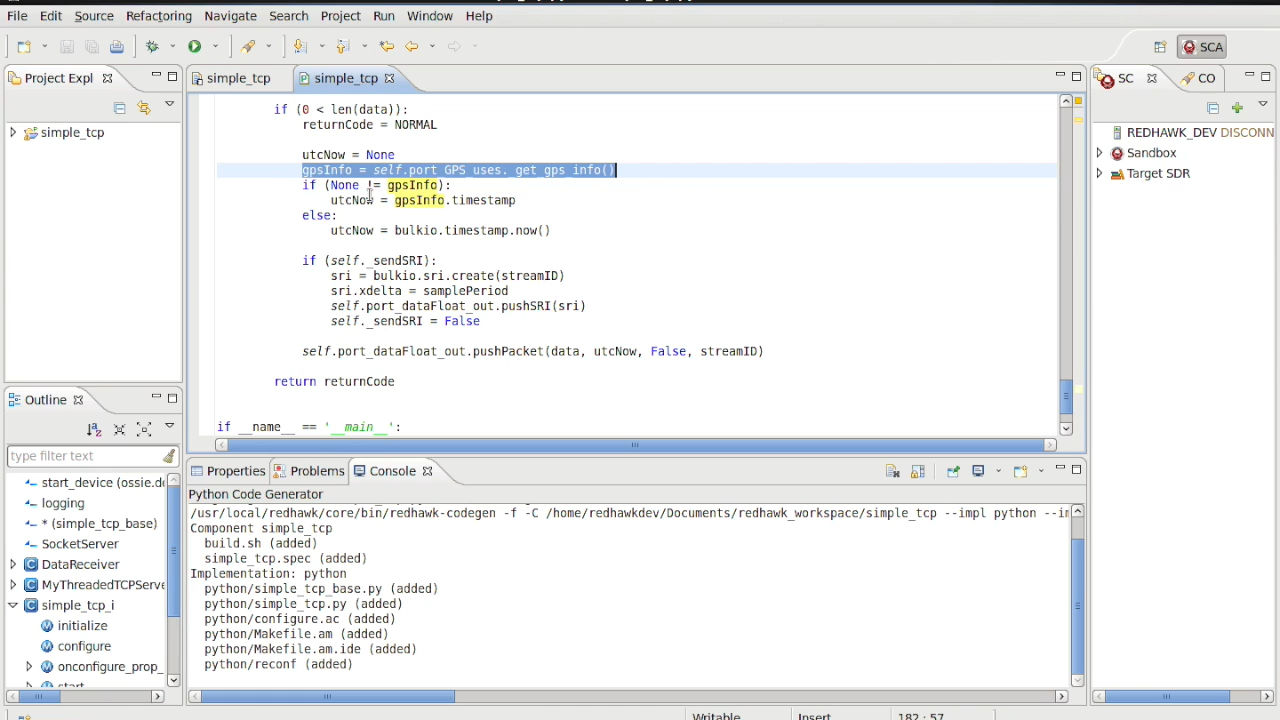 File Edit Source Refactoring Navigate Search Project Run Window Help
SCA
Project Expl
simple_tcp
simple_tcp
simple_tcp
if (0 < len(data)):
returnCode = NORMAL
utcNow = None
gpsInfo = self.port_GPS_uses._get_gps_info()
if (None != gpsInfo):
utcNow = gpsInfo.timestamp
else:
utcNow = bulkio.timestamp.now()
if (self._sendSRI):
sri = bulkio.sri.create(streamID)
sri.xdelta = samplePeriod
self.port_dataFloat_out.pushSRI(sri)
self._sendSRI = False
self.port_dataFloat_out.pushPacket(data, utcNow, False, streamID)
return returnCode
if __name__ == '__main__':
SC CO
REDHAWK_DEV DISCONN
Sandbox
Target SDR
Outline
type filter text
start_device (ossie.de
logging
* (simple_tcp_base)
SocketServer
DataReceiver
MyThreadedTCPServe
simple_tcp_i
initialize
configure
onconfigure_prop_
start
Properties Problems Console
Python Code Generator
/usr/local/redhawk/core/bin/redhawk-codegen -f -C /home/redhawkdev/Documents/redhawk_workspace/simple_tcp --impl python --im
Component simple_tcp
build.sh (added)
simple_tcp.spec (added)
Implementation: python
python/simple_tcp_base.py (added)
python/simple_tcp.py (added)
python/configure.ac (added)
python/Makefile.am (added)
python/Makefile.am.ide (added)
python/reconf (added)
Writable Insert 182 : 57